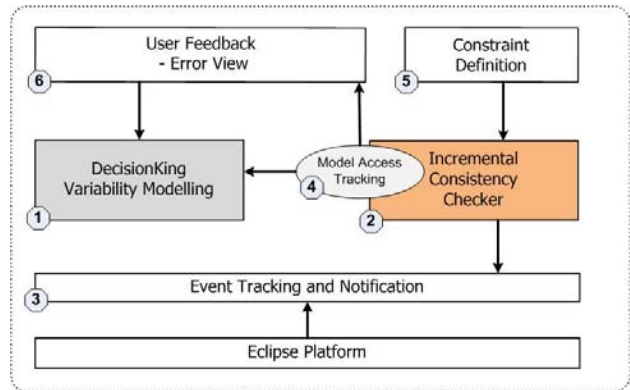 User Feedback
- Error View
6
Constraint
Definition
5
DecisionKing
Variability Modelling
1
Model Access
Tracking
4
Incremental
Consistency
Checker
2
Event Tracking and Notification
3
Eclipse Platform